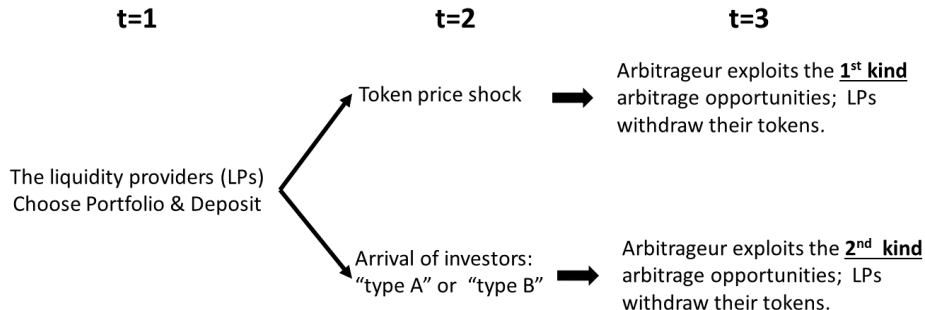 t=1
t=2
t=3
Token price shock
Arbitrageur exploits the 1st kind
arbitrage opportunities; LPs
withdraw their tokens.
The liquidity providers (LPs)
Choose Portfolio & Deposit
Arrival of investors:
“type A” or “type B”
Arbitrageur exploits the 2nd kind
arbitrage opportunities; LPs
withdraw their tokens.